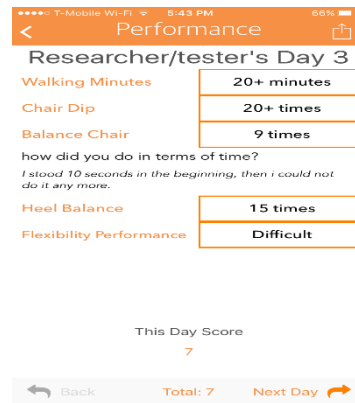 T-Mobile Wi-Fi 5:43 PM 66%
Performance
Researcher/tester's Day 3
Walking Minutes 20+ minutes
Chair Dip 20+ times
Balance Chair 9 times
how did you do in terms of time?
I stood 10 seconds in the beginning, then i could not
do it any more.
Heel Balance 15 times
Flexibility Performance Difficult
This Day Score
7
Back Total: 7 Next Day